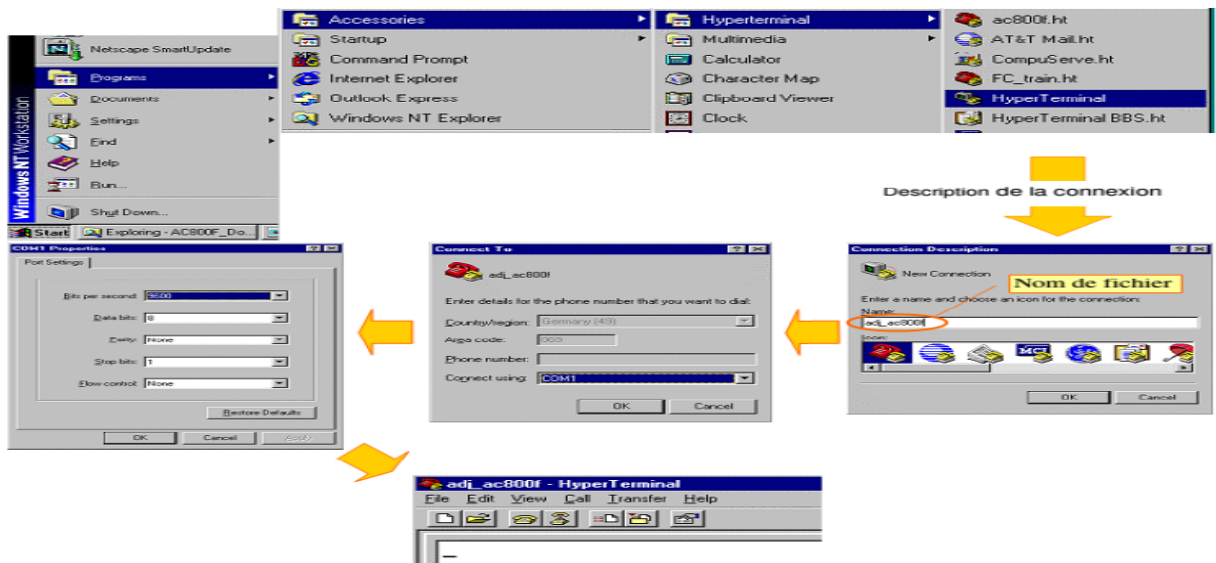 Netscape SmartUpdate
Programs
Documents
Settings
Find
Help
Run...
Shut Down...
Windows NT Workstation
Start
Exploring - AC800F_Do...
Accessories
Startup
Command Prompt
Internet Explorer
Outlook Express
Windows NT Explorer
Hyperterminal
Multimedia
Calculator
Character Map
Clipboard Viewer
Clock
ac800f.ht
AT&T Mail.ht
CompuServe.ht
FC_train.ht
HyperTerminal
HyperTerminal BBS.ht
Description de la connexion
Connection Description
New Connection
Nom de fichier
Enter a name and choose an icon for the connection:
Name:
adj_ac800f
Icon:
MCI
OK
Cancel
Connect To
adj_ac800f
Enter details for the phone number that you want to dial:
Country/region:
Germany (49)
Area code:
Phone number:
Connect using:
COM1
OK
Cancel
COM1 Properties
Port Settings
Bits per second:
9600
Data bits:
8
Parity:
None
Stop bits:
1
Flow control:
None
Restore Defaults
OK
Cancel
Apply
adj_ac800f - HyperTerminal
File Edit View Call Transfer Help